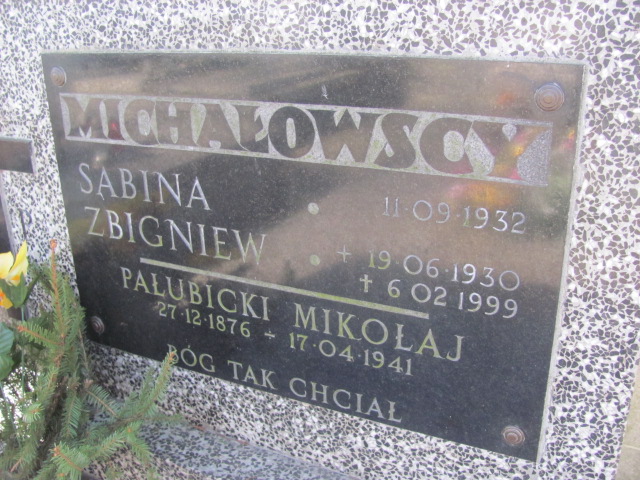 MICHAŁOWSCY
SABINA • 11·09·1932
ZBIGNIEW • + 19·06·1930
† 6·02·1999
PAŁUBICKI MIKOŁAJ
27·12·1876 + 17·04·1941
BÓG TAK CHCIAŁ